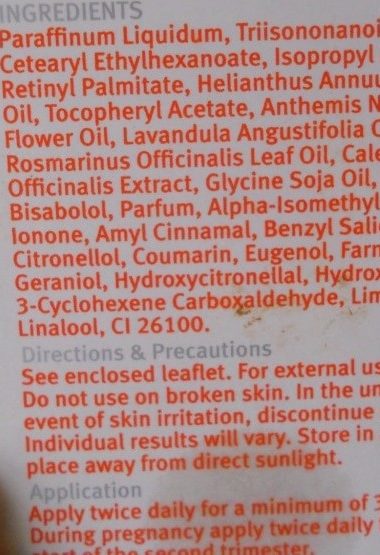 INGREDIENTS
Paraffinum Liquidum, Triisononanoi
Cetearyl Ethylhexanoate, Isopropyl
Retinyl Palmitate, Helianthus Annuu
Oil, Tocopheryl Acetate, Anthemis N
Flower Oil, Lavandula Angustifolia O
Rosmarinus Officinalis Leaf Oil, Cale
Officinalis Extract, Glycine Soja Oil,
Bisabolol, Parfum, Alpha-Isomethyl
Ionone, Amyl Cinnamal, Benzyl Sali
Citronellol, Coumarin, Eugenol, Farn
Geraniol, Hydroxycitronellal, Hydrox
3-Cyclohexene Carboxaldehyde, Lim
Linalool, CI 26100.
Directions & Precautions
See enclosed leaflet. For external us
Do not use on broken skin. In the un
event of skin irritation, discontinue
Individual results will vary. Store in
place away from direct sunlight.
Application
Apply twice daily for a minimum of 3
During pregnancy apply twice daily
start of the second trimester